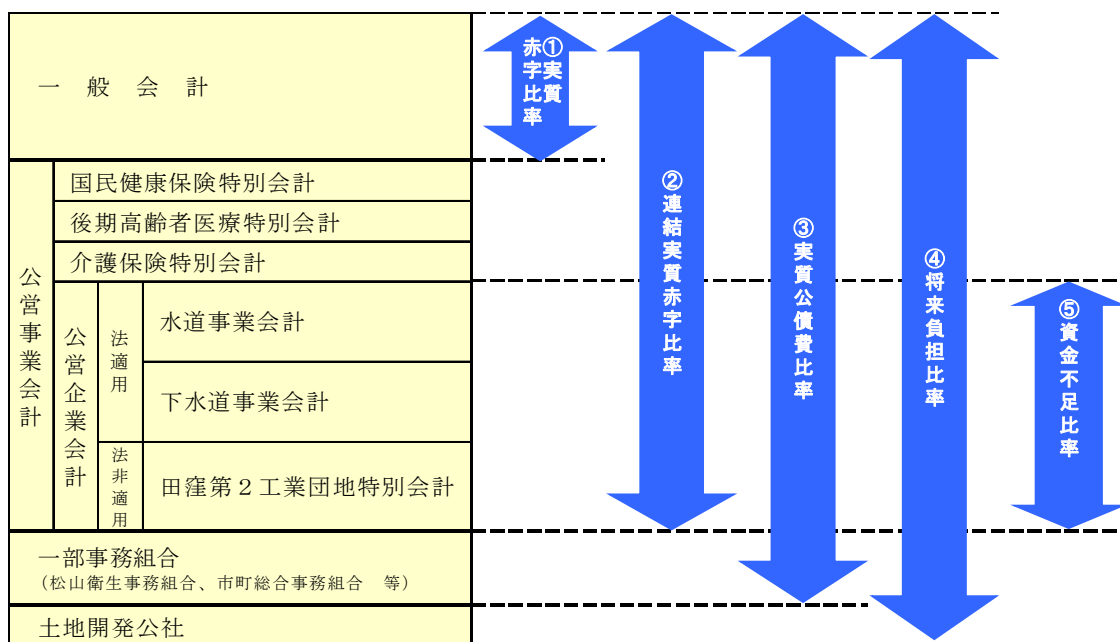 一般会計
公営事業会計
国民健康保険特別会計
後期高齢者医療特別会計
介護保険特別会計
公営企業会計
法適用
水道事業会計
下水道事業会計
法非適用
田窪第２工業団地特別会計
一部事務組合
（松山衛生事務組合、市町総合事務組合　等）
土地開発公社
①実質
赤字比率
②連結実質赤字比率
③実質公債費比率
④将来負担比率
⑤資金不足比率